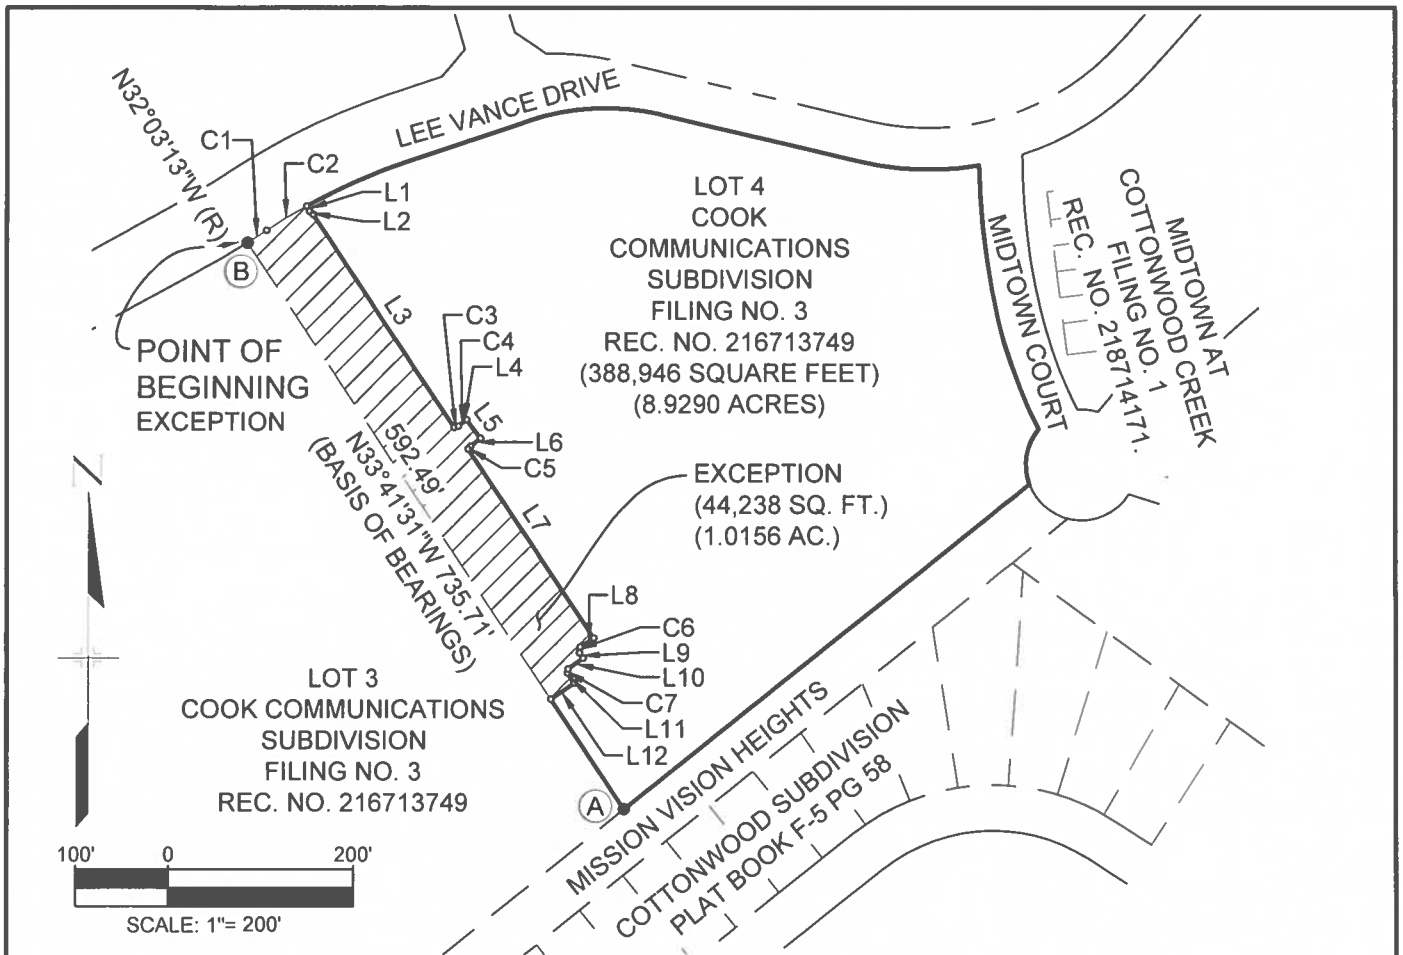 N32°03'13"W (R)
C1
C2
LEE VANCE DRIVE
L1
L2
B
POINT OF
BEGINNING
EXCEPTION
L3
C3
C4
L4
L5
L6
C5
L7
LOT 4
COOK
COMMUNICATIONS
SUBDIVISION
FILING NO. 3
REC. NO. 216713749
(388,946 SQUARE FEET)
(8.9290 ACRES)
MIDTOWN COURT
MIDTOWN AT
COTTONWOOD CREEK
FILING NO. 1
REC. NO. 218714171.
592.49'
N33°41'31"W 735.71'
(BASIS OF BEARINGS)
EXCEPTION
(44,238 SQ. FT.)
(1.0156 AC.)
N
L8
C6
L9
L10
C7
L11
L12
LOT 3
COOK COMMUNICATIONS
SUBDIVISION
FILING NO. 3
REC. NO. 216713749
A
MISSION VISION HEIGHTS
COTTONWOOD SUBDIVISION
PLAT BOOK F-5 PG 58
100' 0 200'
SCALE: 1"= 200'